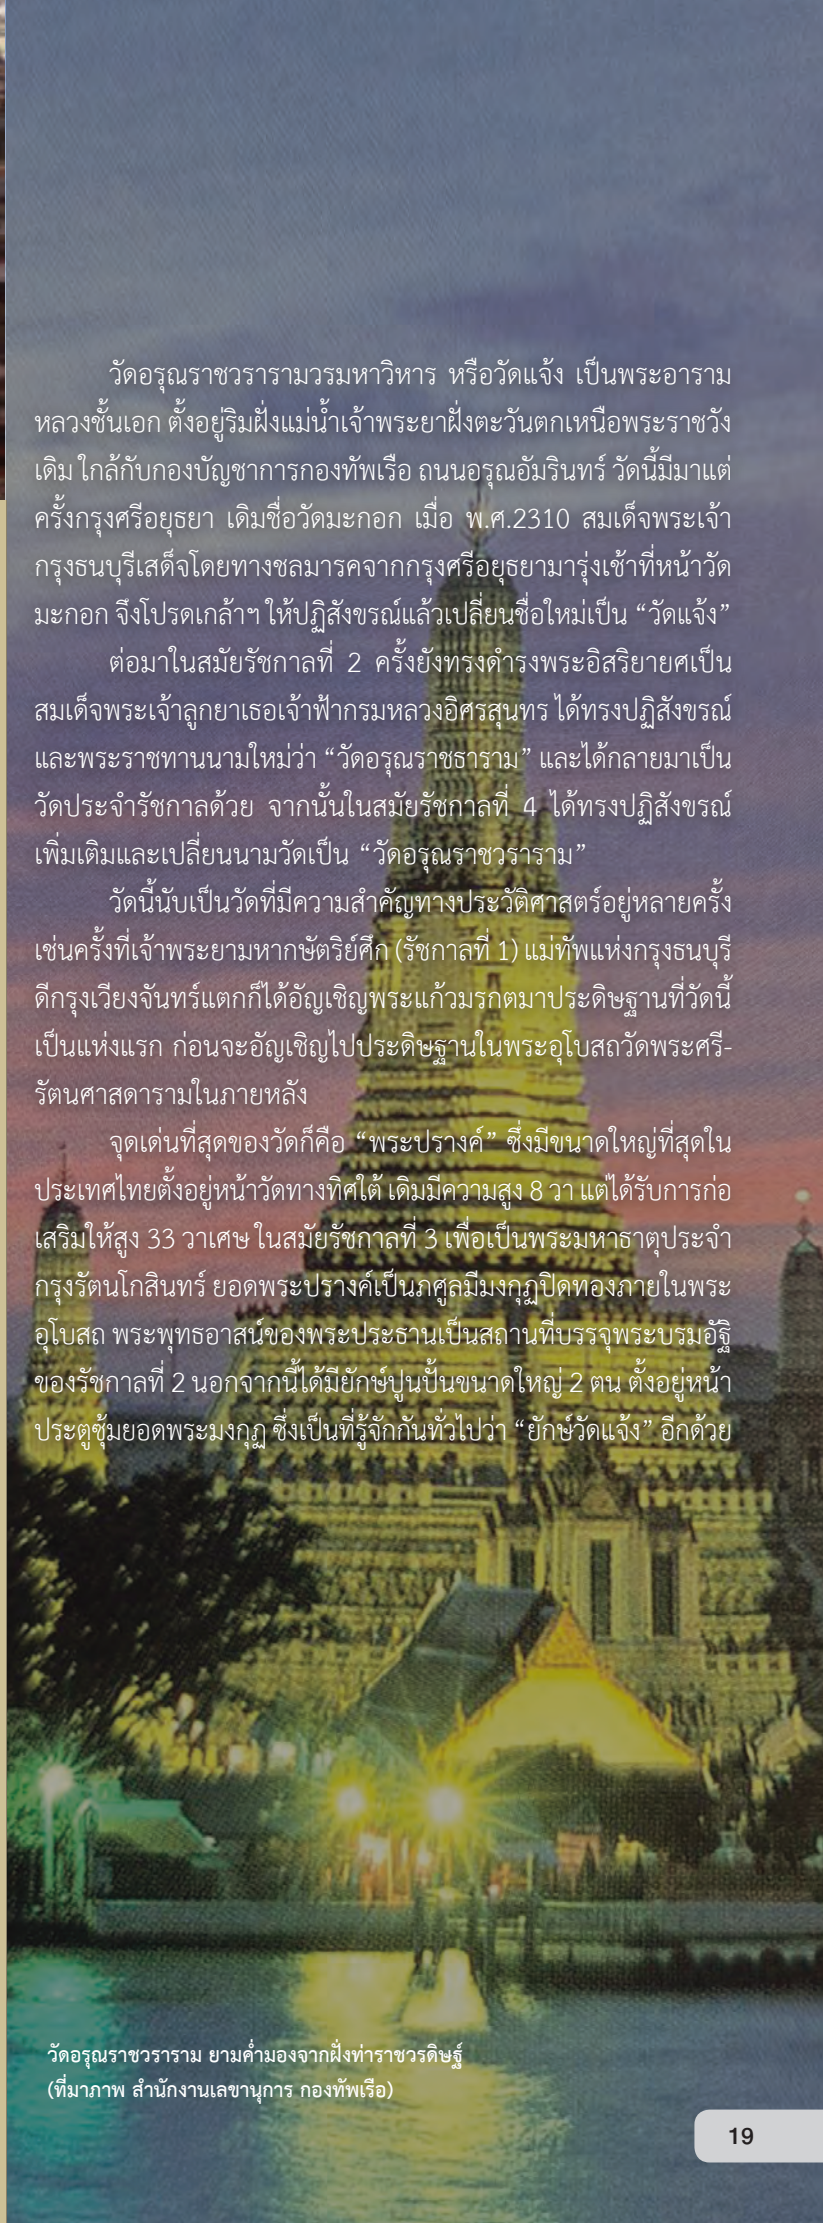 วัดอรุณราชวรารามวรมหาวิหาร หรือวัดแจ้ง เป็นพระอาราม
หลวงชั้นเอก ตั้งอยู่ริมฝั่งแม่น้ำเจ้าพระยาฝั่งตะวันตกเหนือพระราชวัง
เดิม ใกล้กับกองบัญชาการกองทัพเรือ ถนนอรุณอัมรินทร์ วัดนี้มีมาแต่
ครั้งกรุงศรีอยุธยา เดิมชื่อวัดมะกอก เมื่อ พ.ศ.2310 สมเด็จพระเจ้า
กรุงธนบุรีเสด็จโดยทางชลมารคจากกรุงศรีอยุธยามารุ่งเช้าที่หน้าวัด
มะกอก จึงโปรดเกล้าฯ ให้ปฏิสังขรณ์แล้วเปลี่ยนชื่อใหม่เป็น “วัดแจ้ง”
ต่อมาในสมัยรัชกาลที่ 2 ครั้งยังทรงดำรงพระอิสริยายศเป็น
สมเด็จพระเจ้าลูกยาเธอเจ้าฟ้ากรมหลวงอิศรสุนทร ได้ทรงปฏิสังขรณ์
และพระราชทานนามใหม่ว่า “วัดอรุณราชธาราม” และได้กลายมาเป็น
วัดประจำรัชกาลด้วย จากนั้นในสมัยรัชกาลที่ 4 ได้ทรงปฏิสังขรณ์
เพิ่มเติมและเปลี่ยนนามวัดเป็น “วัดอรุณราชวราราม”
วัดนี้นับเป็นวัดที่มีความสำคัญทางประวัติศาสตร์อยู่หลายครั้ง
เช่นครั้งที่เจ้าพระยามหากษัตริย์ศึก (รัชกาลที่ 1) แม่ทัพแห่งกรุงธนบุรี
ตีกรุงเวียงจันทร์แตกก็ได้อัญเชิญพระแก้วมรกตมาประดิษฐานที่วัดนี้
เป็นแห่งแรก ก่อนจะอัญเชิญไปประดิษฐานในพระอุโบสถวัดพระศรี-
รัตนศาสดารามในภายหลัง
จุดเด่นที่สุดของวัดก็คือ “พระปรางค์” ซึ่งมีขนาดใหญ่ที่สุดใน
ประเทศไทยตั้งอยู่หน้าวัดทางทิศใต้ เดิมมีความสูง 8 วา แต่ได้รับการก่อ
เสริมให้สูง 33 วาเศษ ในสมัยรัชกาลที่ 3 เพื่อเป็นพระมหาธาตุประจำ
กรุงรัตนโกสินทร์ ยอดพระปรางค์เป็นภศูลมีมงกุฎปิดทองภายในพระ
อุโบสถ พระพุทธอาสน์ของพระประธานเป็นสถานที่บรรจุพระบรมอัฐิ
ของรัชกาลที่ 2 นอกจากนี้ได้มียักษ์ปูนปั้นขนาดใหญ่ 2 ตน ตั้งอยู่หน้า
ประตูซุ้มยอดพระมงกุฎ ซึ่งเป็นที่รู้จักกันทั่วไปว่า “ยักษ์วัดแจ้ง” อีกด้วย
วัดอรุณราชวราราม ยามค่ำมองจากฝั่งท่าราชวรดิษฐ์
(ที่มาภาพ สำนักงานเลขานุการ กองทัพเรือ)
19